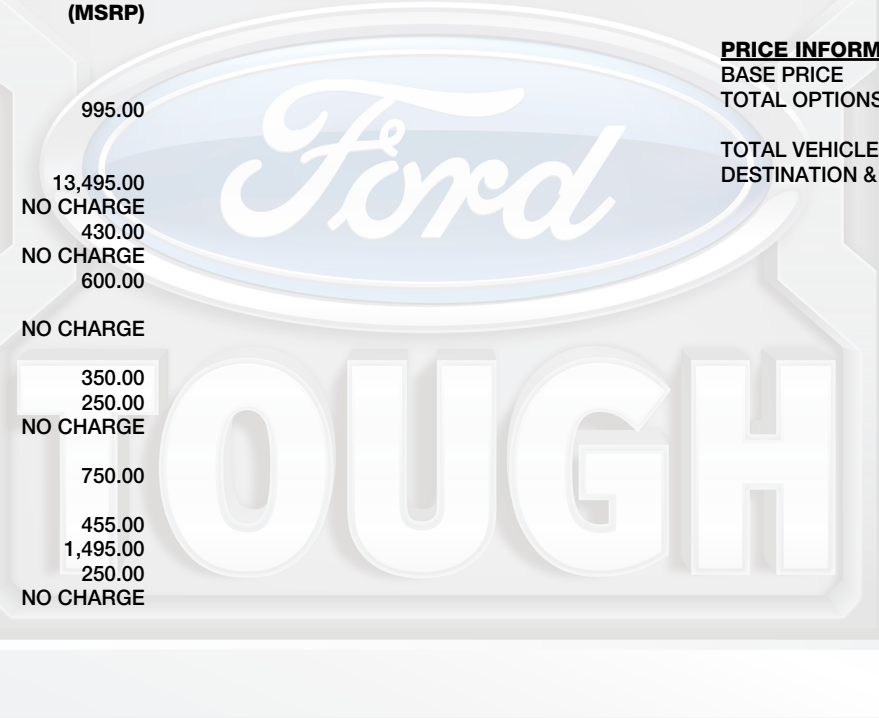 (MSRP)
995.00
13,495.00
NO CHARGE
430.00
NO CHARGE
600.00
NO CHARGE
350.00
250.00
NO CHARGE
750.00
455.00
1,495.00
250.00
NO CHARGE
PRICE INFORM
BASE PRICE
TOTAL OPTIONS
TOTAL VEHICLE
DESTINATION &
Ford
TOUGH